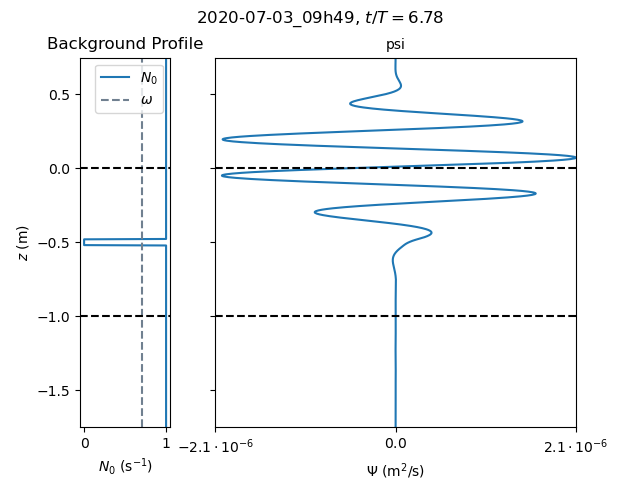 2020-07-03_09h49, t/T = 6.78
Background Profile
psi
N₀
ω
0.5
0.0
−0.5
−1.0
−1.5
z (m)
0
1
N₀ (s⁻¹)
−2.1 · 10⁻⁶
0.0
2.1 · 10⁻⁶
Ψ (m²/s)